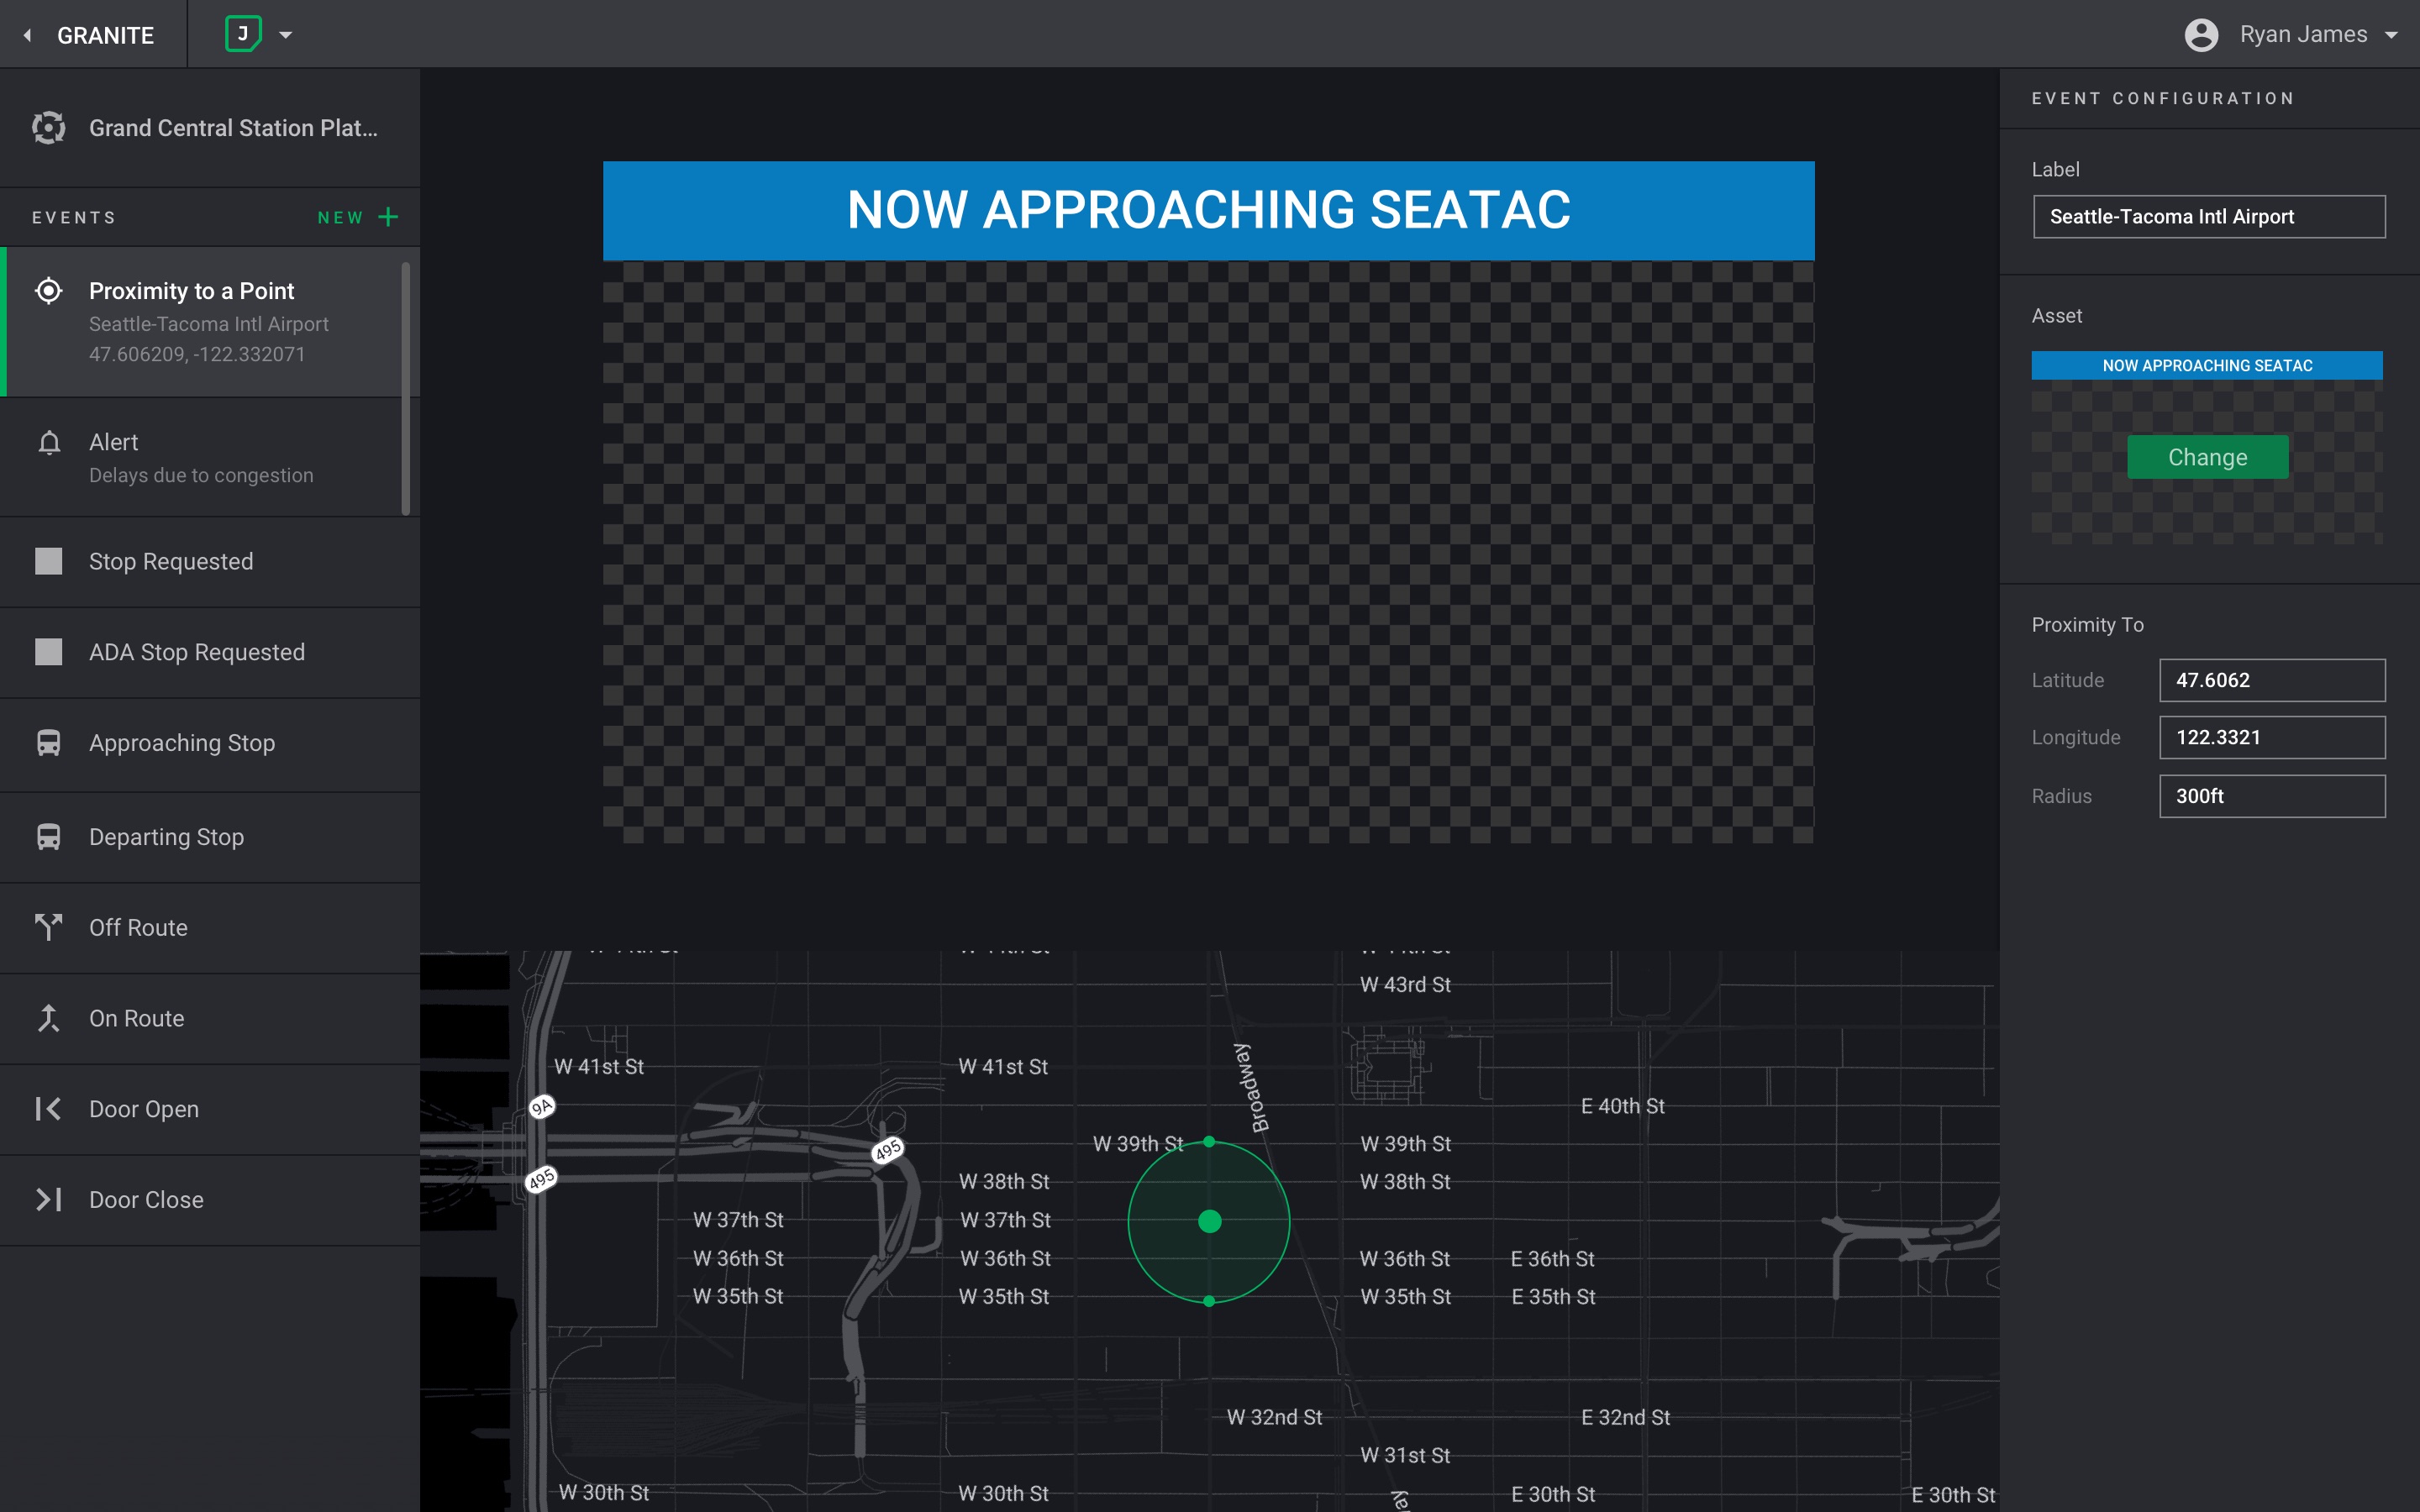 GRANITE
J
Ryan James
Grand Central Station Plat...
EVENTS
NEW
Proximity to a Point
Seattle-Tacoma Intl Airport
47.606209, -122.332071
Alert
Delays due to congestion
Stop Requested
ADA Stop Requested
Approaching Stop
Departing Stop
Off Route
On Route
Door Open
Door Close
NOW APPROACHING SEATAC
W 43rd St
W 41st St
W 41st St
Broadway
9A
E 40th St
495
W 39th St
W 39th St
495
W 38th St
W 38th St
W 37th St
W 37th St
W 36th St
W 36th St
W 36th St
E 36th St
W 35th St
W 35th St
W 35th St
E 35th St
W 32nd St
E 32nd St
W 31st St
W 30th St
W 30th St
E 30th St
E 30th St
EVENT CONFIGURATION
Label
Seattle-Tacoma Intl Airport
Asset
NOW APPROACHING SEATAC
Change
Proximity To
Latitude
47.6062
Longitude
122.3321
Radius
300ft